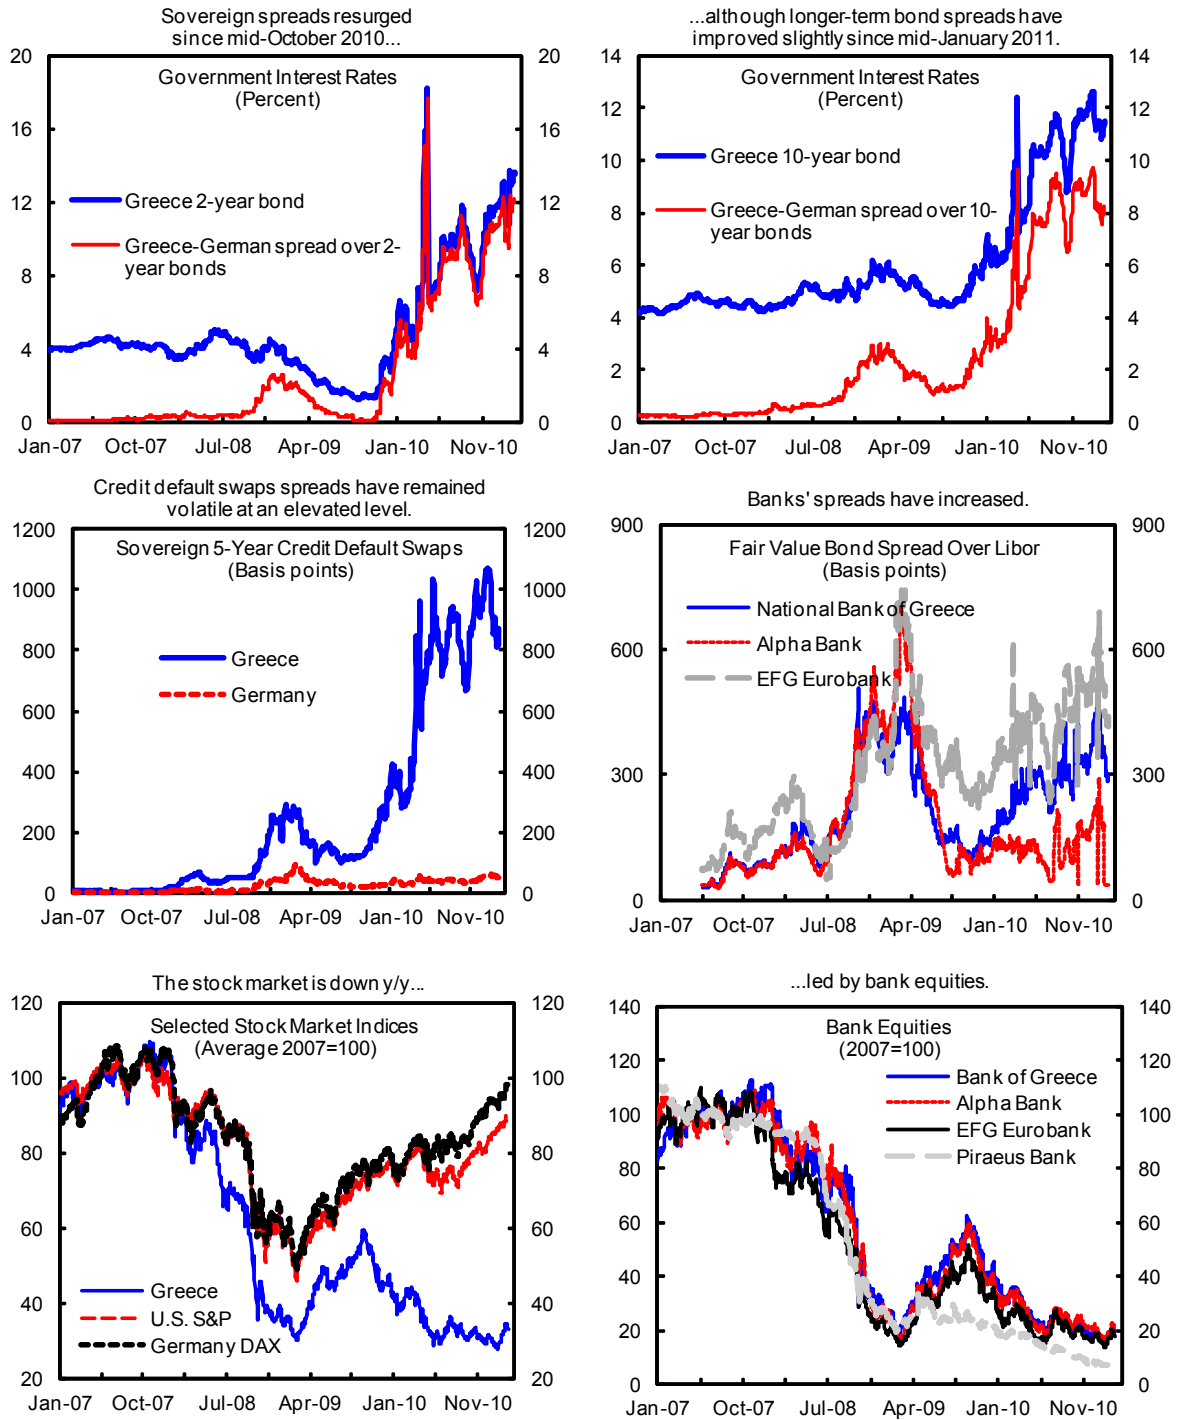 Sovereign spreads resurged
since mid-October 2010...
20
16
12
8
4
0
Government Interest Rates
(Percent)
Greece 2-year bond
Greece-German spread over 2-
year bonds
20
16
12
8
4
0
Jan-07 Oct-07 Jul-08 Apr-09 Jan-10 Nov-10
...although longer-term bond spreads have
improved slightly since mid-January 2011.
14
12
10
8
6
4
2
0
Government Interest Rates
(Percent)
Greece 10-year bond
Greece-German spread over 10-
year bonds
14
12
10
8
6
4
2
0
Jan-07 Oct-07 Jul-08 Apr-09 Jan-10 Nov-10
Credit default swaps spreads have remained
volatile at an elevated level.
1200
1000
800
600
400
200
0
Sovereign 5-Year Credit Default Swaps
(Basis points)
Greece
Germany
1200
1000
800
600
400
200
0
Jan-07 Oct-07 Jul-08 Apr-09 Jan-10 Nov-10
Banks' spreads have increased.
900
600
300
0
Fair Value Bond Spread Over Libor
(Basis points)
National Bank of Greece
Alpha Bank
EFG Eurobank
900
600
300
0
Jan-07 Oct-07 Jul-08 Apr-09 Jan-10 Nov-10
The stock market is down y/y...
120
100
80
60
40
20
Selected Stock Market Indices
(Average 2007=100)
Greece
U.S. S&P
Germany DAX
120
100
80
60
40
20
Jan-07 Oct-07 Jul-08 Apr-09 Jan-10 Nov-10
...led by bank equities.
140
120
100
80
60
40
20
0
Bank Equities
(2007=100)
Bank of Greece
Alpha Bank
EFG Eurobank
Piraeus Bank
140
120
100
80
60
40
20
0
Jan-07 Oct-07 Jul-08 Apr-09 Jan-10 Nov-10